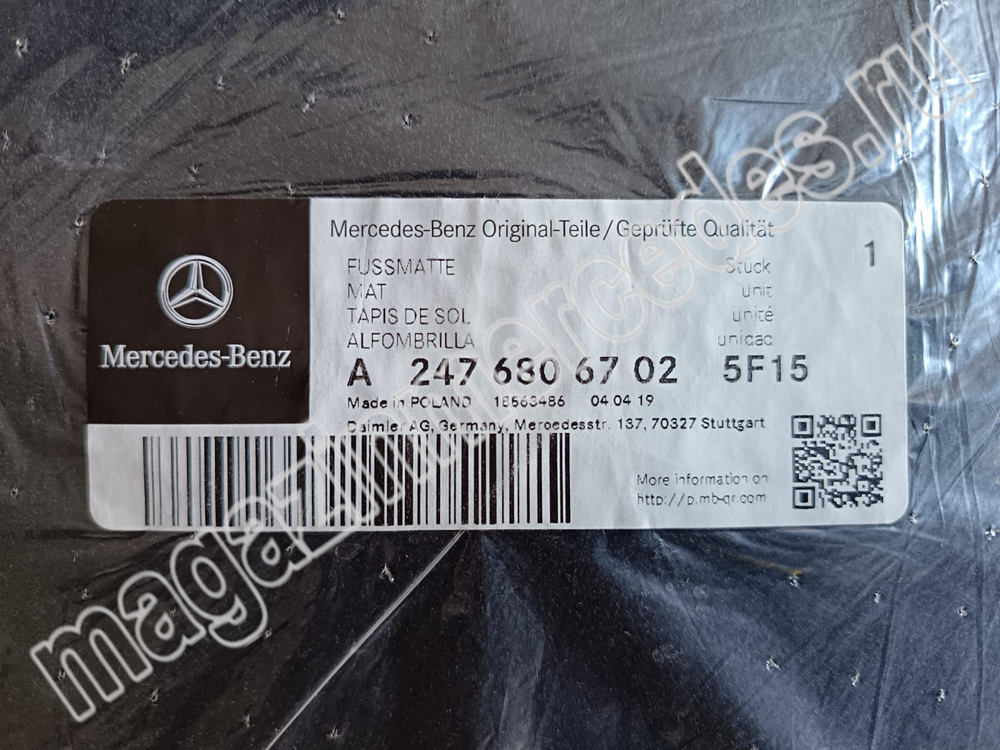 Mercedes-Benz Original-Teile/Geprüfte Qualität
1
FUSSMATTE Stück
MAT unit
TAPIS DE SOL unité
ALFOMBRILLA unidad
Mercedes-Benz
A 247 680 67 02 5F15
Made in POLAND 18563486 04 04 19
Daimler AG, Germany, Mercedesstr. 137, 70327 Stuttgart
More information on
http://p.mb-qr.com
magazinmercedes.ru